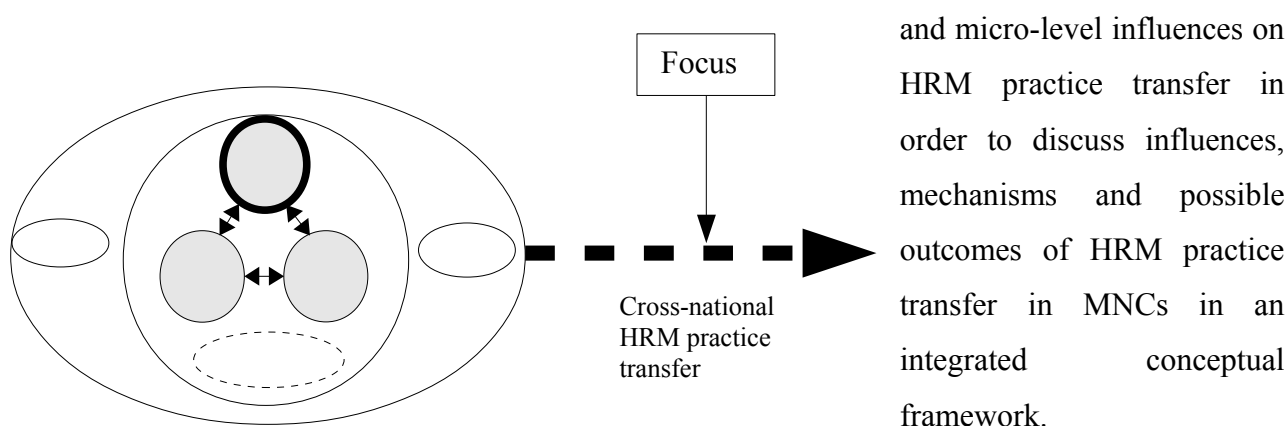 Focus
Cross-national
HRM practice
transfer
and micro-level influences on
HRM practice transfer in
order to discuss influences,
mechanisms and possible
outcomes of HRM practice
transfer in MNCs in an
integrated conceptual
framework.